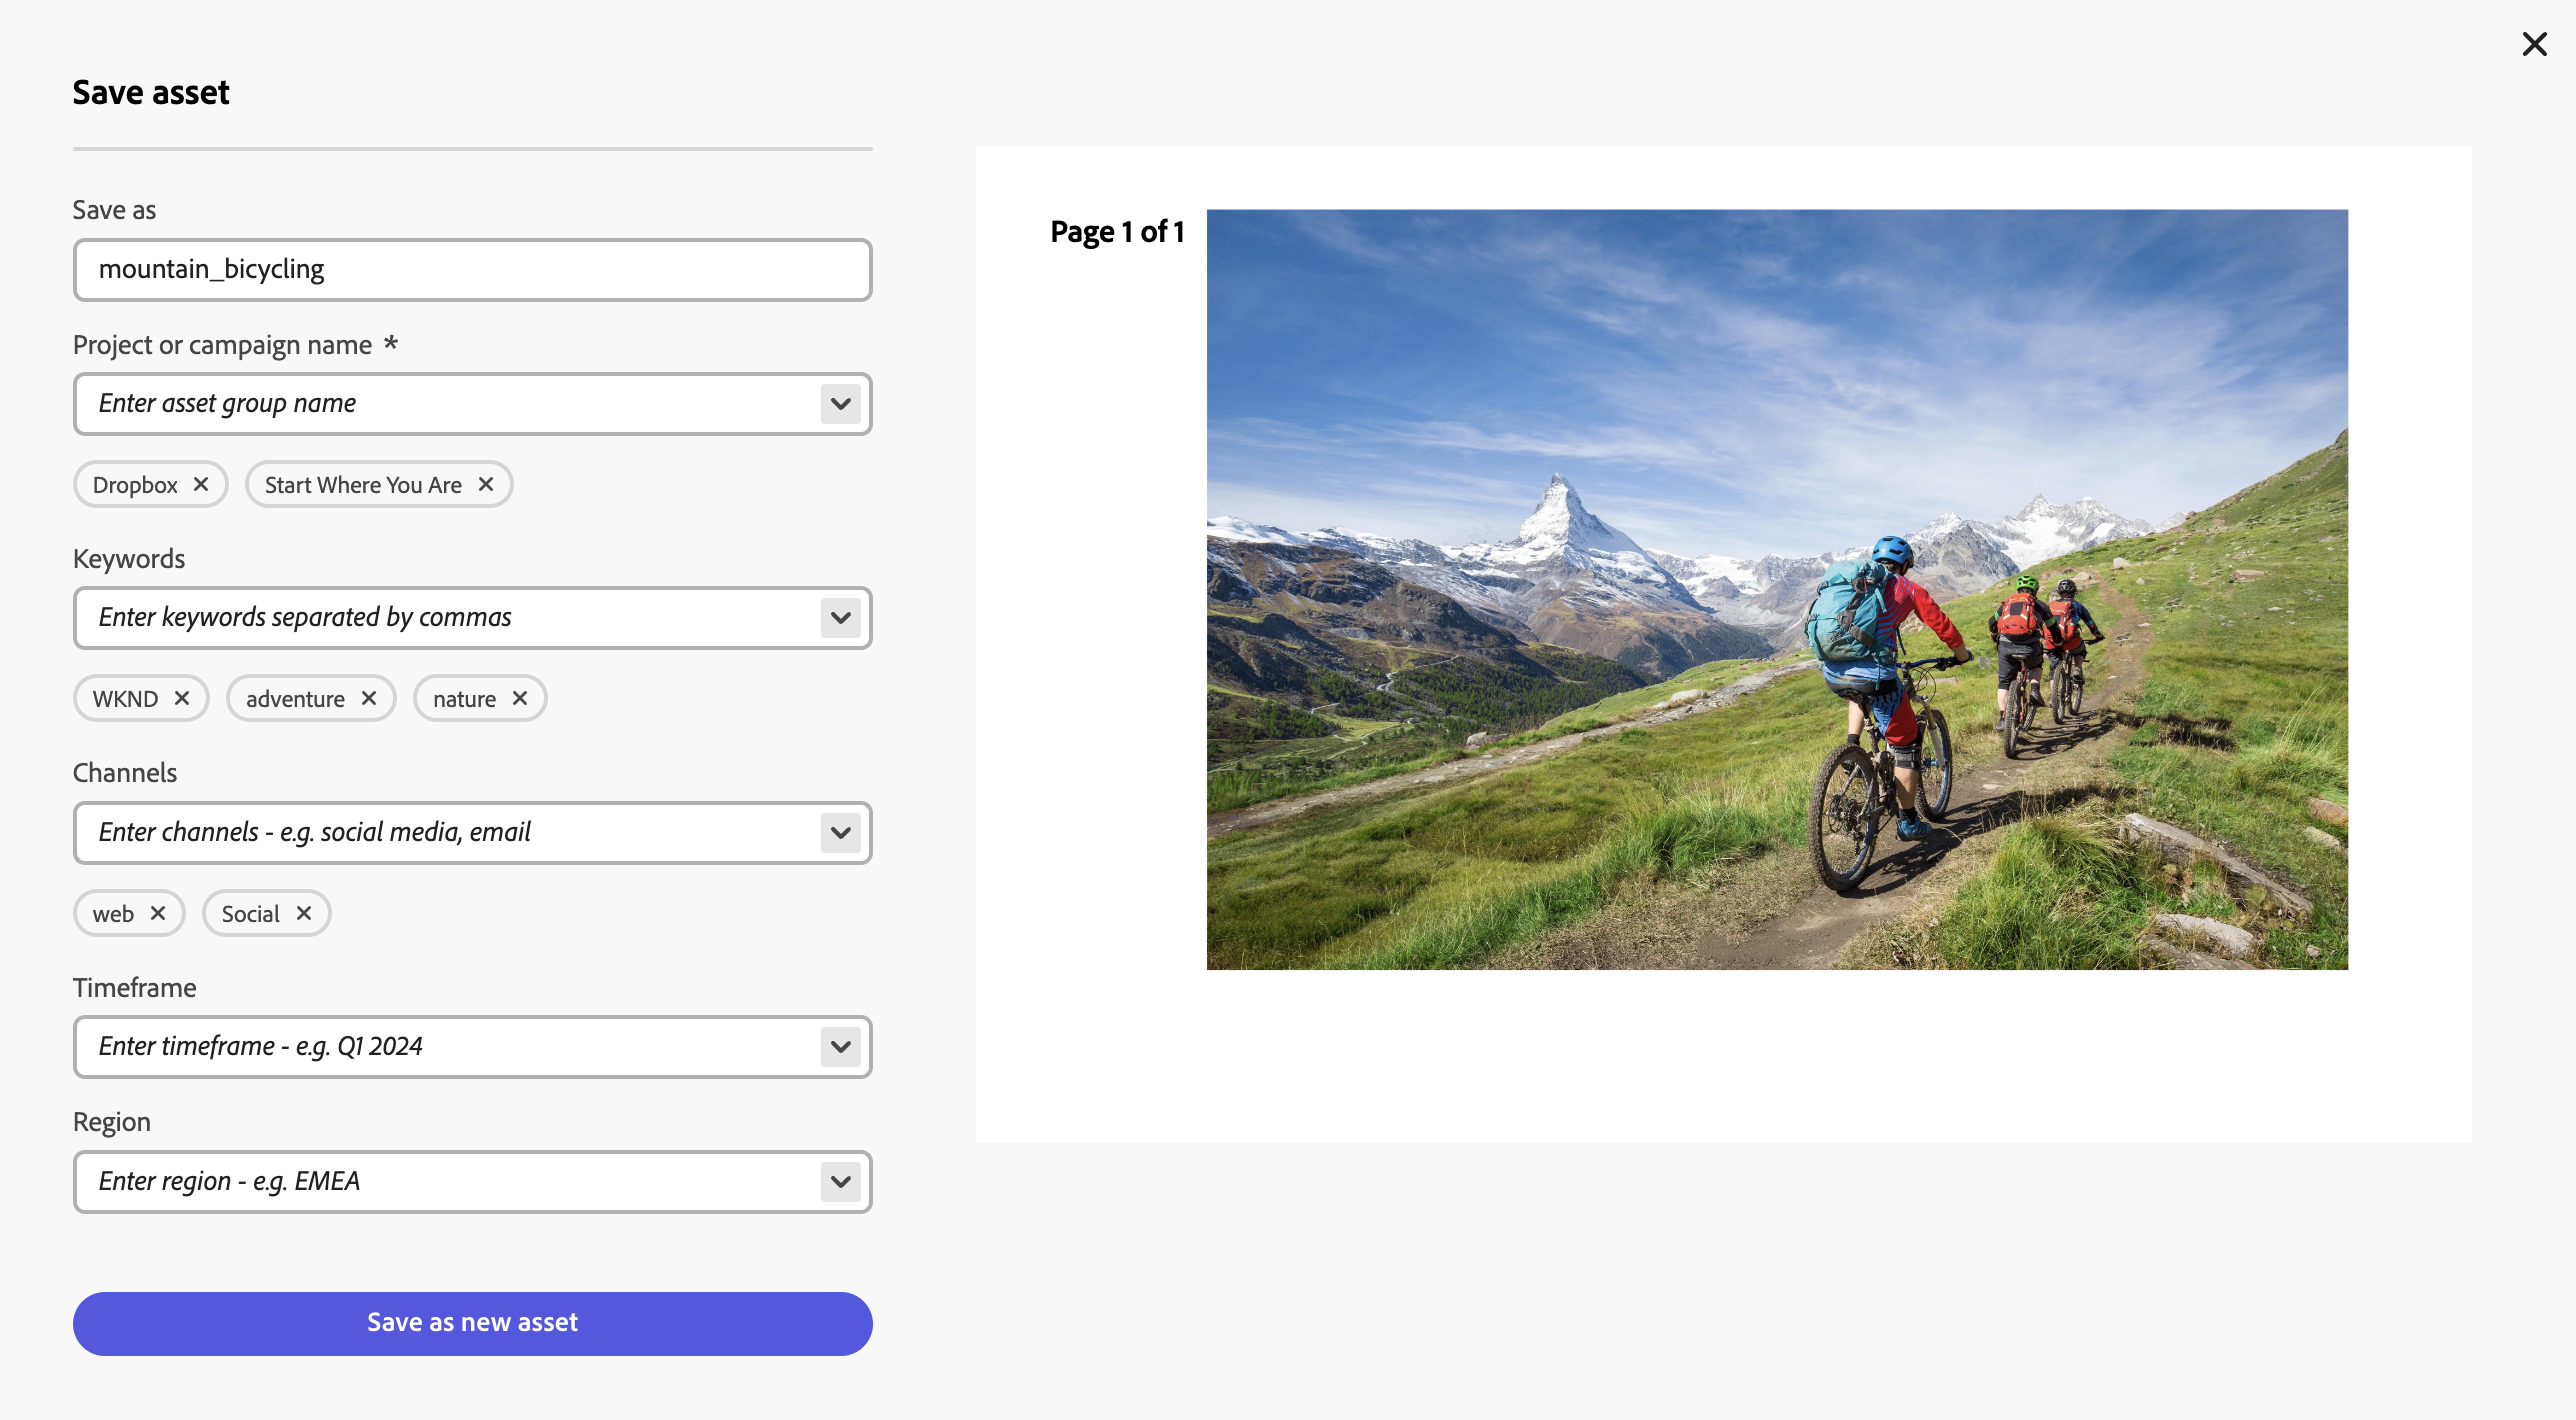 Save asset
Save as
mountain_bicycling
Project or campaign name *
Enter asset group name
Dropbox
Start Where You Are
Keywords
Enter keywords separated by commas
WKND
adventure
nature
Channels
Enter channels - e.g. social media, email
web
Social
Timeframe
Enter timeframe - e.g. Q1 2024
Region
Enter region - e.g. EMEA
Save as new asset
Page 1 of 1